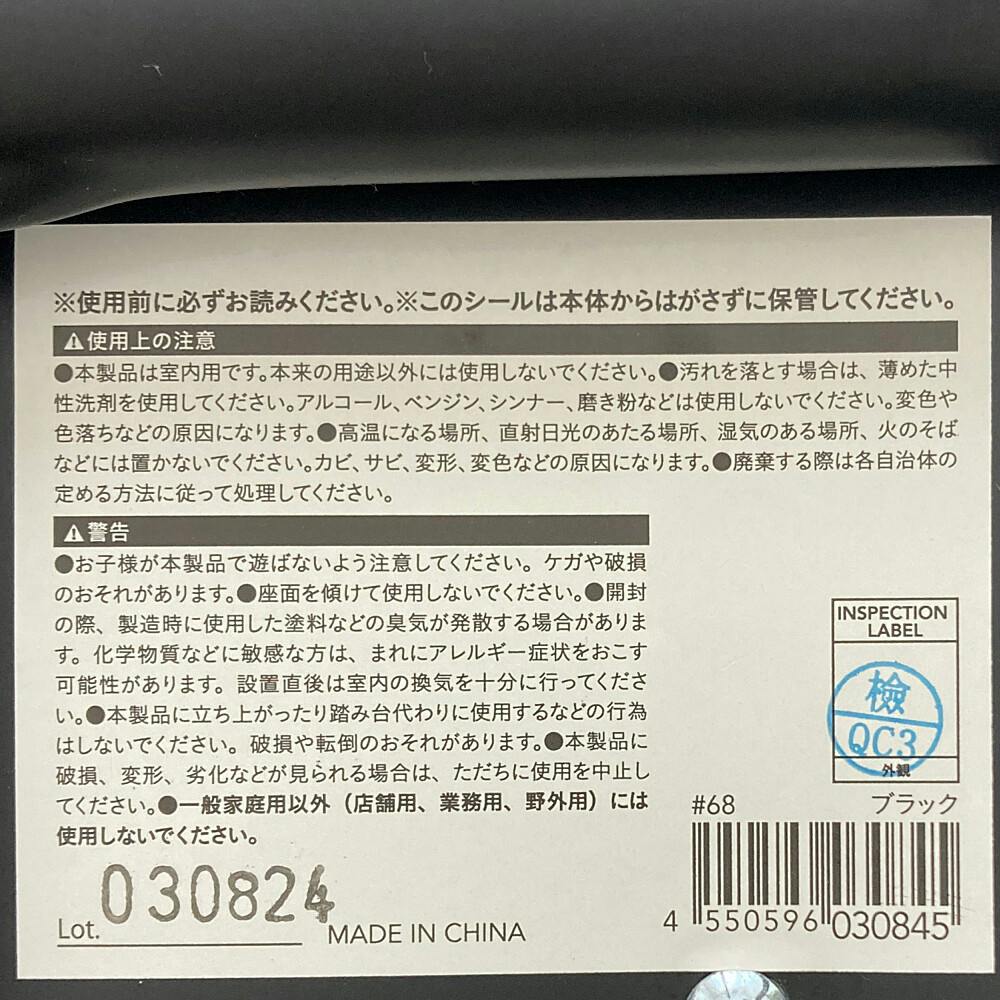 ※使用前に必ずお読みください。※このシールは本体からはがさずに保管してください。
⚠使用上の注意
●本製品は室内用です。本来の用途以外には使用しないでください。●汚れを落とす場合は、薄めた中
性洗剤を使用してください。アルコール、ベンジン、シンナー、磨き粉などは使用しないでください。変色や
色落ちなどの原因になります。●高温になる場所、直射日光のあたる場所、湿気のある場所、火のそば
などには置かないでください。カビ、サビ、変形、変色などの原因になります。●廃棄する際は各自治体の
定める方法に従って処理してください。
⚠警告
●お子様が本製品で遊ばないよう注意してください。ケガや破損
のおそれがあります。●座面を傾けて使用しないでください。●開封
の際、製造時に使用した塗料などの臭気が発散する場合がありま
す。化学物質などに敏感な方は、まれにアレルギー症状をおこす
可能性があります。設置直後は室内の換気を十分に行ってくださ
い。●本製品に立ち上がったり踏み台代わりに使用するなどの行為
はしないでください。破損や転倒のおそれがあります。●本製品に
破損、変形、劣化などが見られる場合は、ただちに使用を中止し
てください。●一般家庭用以外（店舗用、業務用、野外用）には
使用しないでください。
INSPECTION
LABEL
檢
QC3
外観
#68 ブラック
4 550596 030845
Lot. 030824
MADE IN CHINA